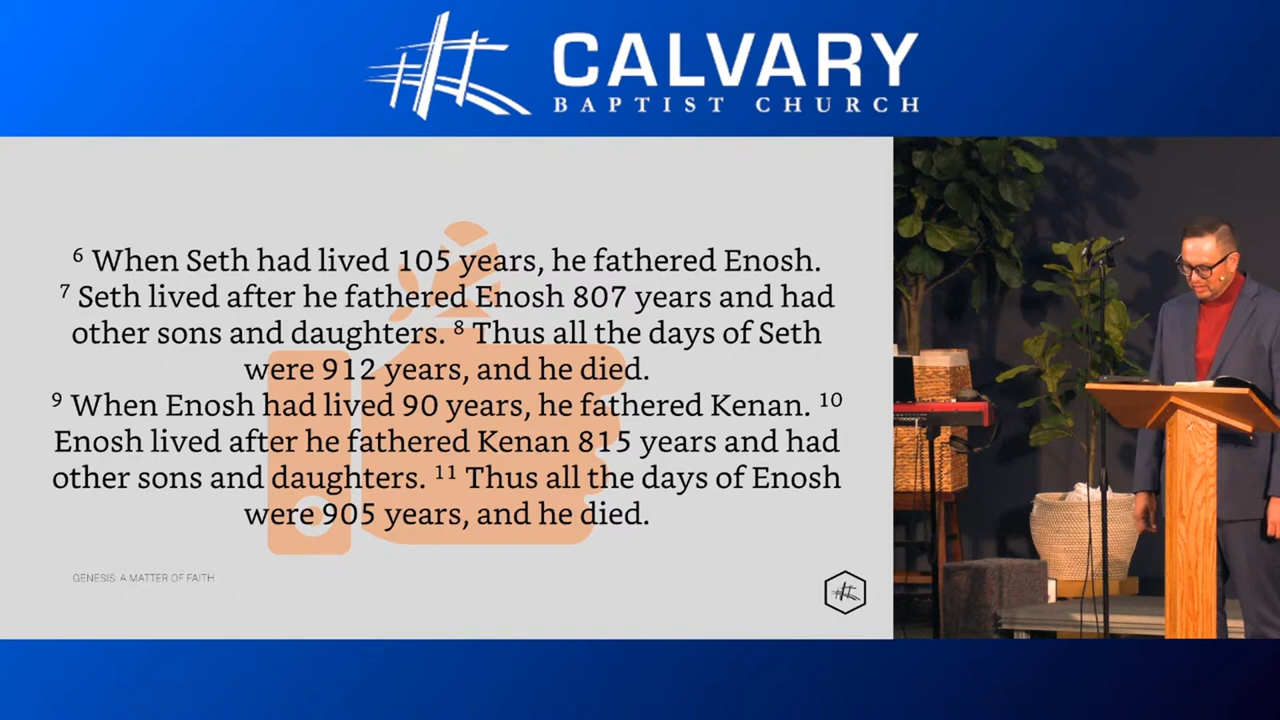 CALVARY
BAPTIST CHURCH
⁶ When Seth had lived 105 years, he fathered Enosh.
⁷ Seth lived after he fathered Enosh 807 years and had
other sons and daughters. ⁸ Thus all the days of Seth
were 912 years, and he died.
⁹ When Enosh had lived 90 years, he fathered Kenan. ¹⁰
Enosh lived after he fathered Kenan 815 years and had
other sons and daughters. ¹¹ Thus all the days of Enosh
were 905 years, and he died.
GENESIS: A MATTER OF FAITH